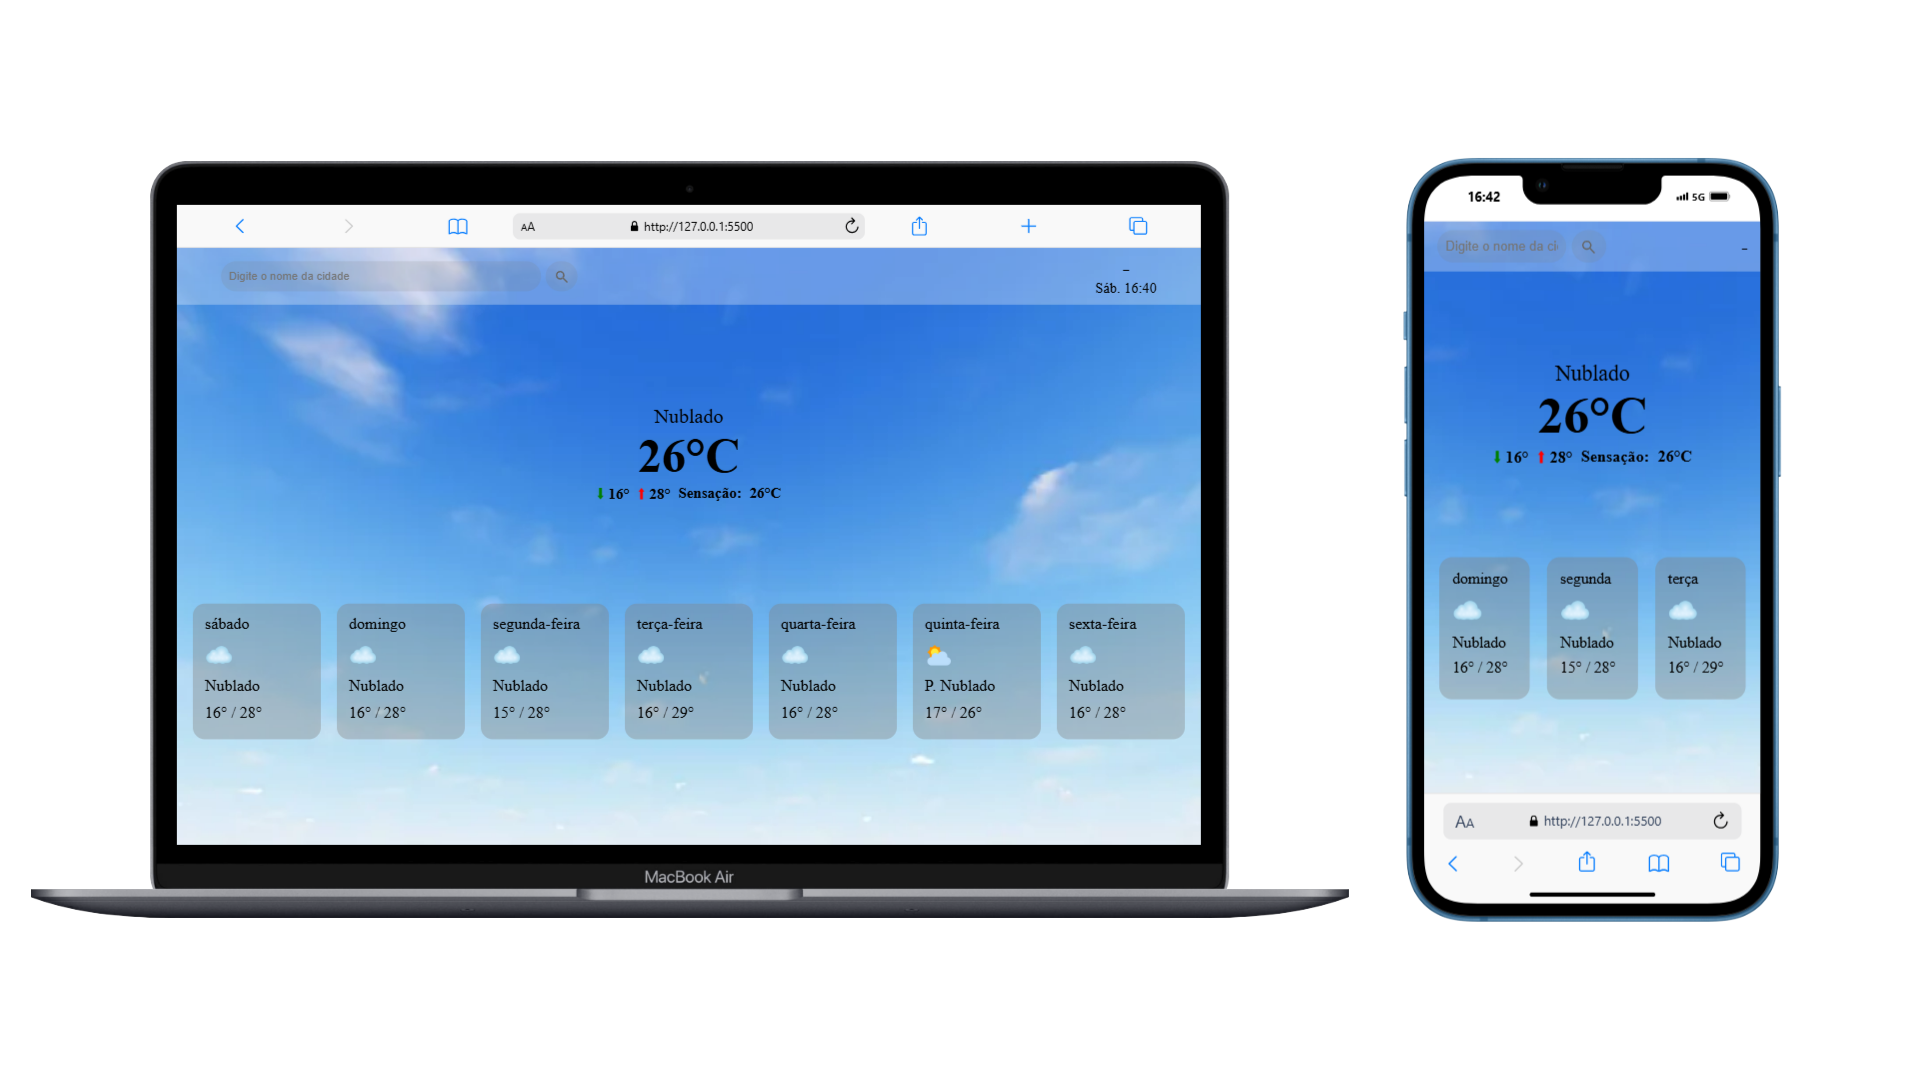 AA
http://127.0.0.1:5500
Digite o nome da cidade
–
Sáb. 16:40
Nublado
26°C
16° 28° Sensação: 26°C
sábado
Nublado
16° / 28°
domingo
Nublado
16° / 28°
segunda-feira
Nublado
15° / 28°
terça-feira
Nublado
16° / 29°
quarta-feira
Nublado
16° / 28°
quinta-feira
P. Nublado
17° / 26°
sexta-feira
Nublado
16° / 28°
MacBook Air
16:42
5G
Digite o nome da ci
–
Nublado
26°C
16° 28° Sensação: 26°C
domingo
Nublado
16° / 28°
segunda
Nublado
15° / 28°
terça
Nublado
16° / 29°
AA
http://127.0.0.1:5500